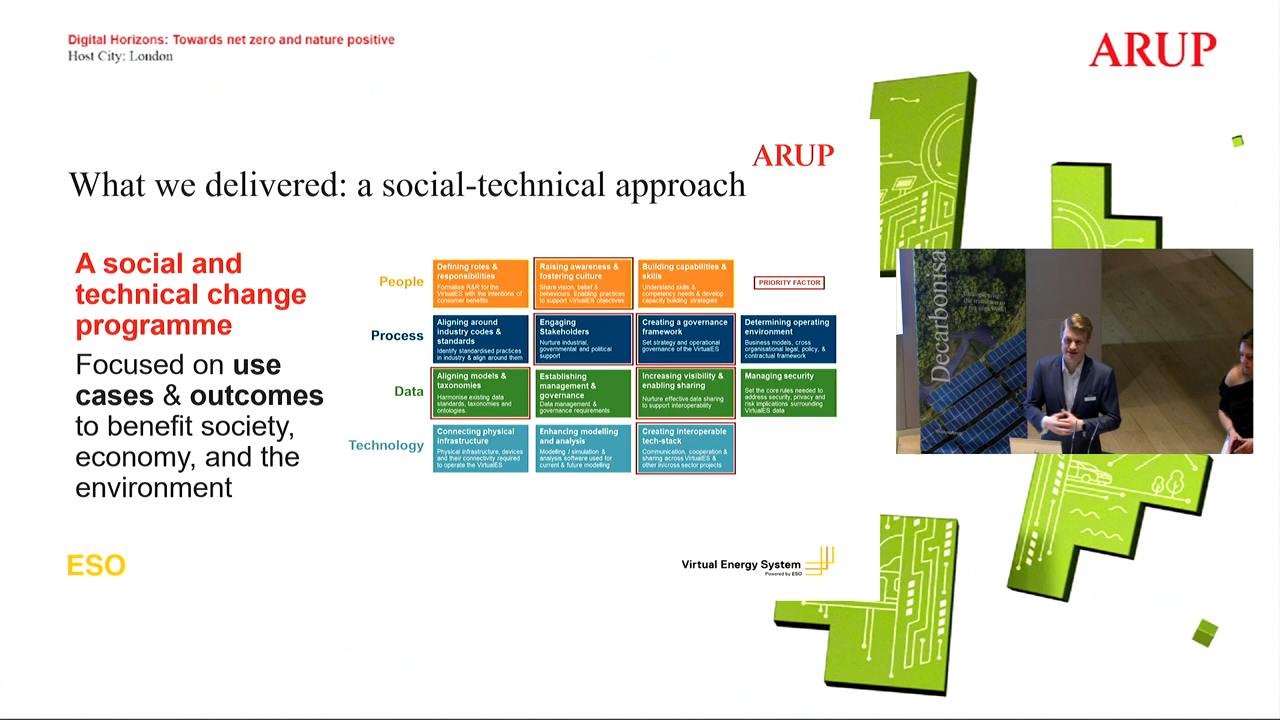 Digital Horizons: Towards net zero and nature positive
Host City: London
ARUP
ARUP
What we delivered: a social-technical approach
A social and
technical change
programme
Focused on use
cases & outcomes
to benefit society,
economy, and the
environment
People
Defining roles &
responsibilities
Formalise R&R for the
VirtualES with the intentions of
consumer benefits
Raising awareness &
fostering culture
Share vision, belief &
behaviours. Enabling practices
to support VirtualES objectives
Building capabilities &
skills
Understand skills &
competency needs & develop
capacity building strategies
PRIORITY FACTOR
Process
Aligning around
industry codes &
standards
Identify standardised practices
in industry & align around them
Engaging
Stakeholders
Nurture industrial,
governmental and political
support
Creating a governance
framework
Set strategy and operational
governance of the VirtualES
Determining operating
environment
Business models, cross
organisational legal, policy, &
contractual framework
Data
Aligning models &
taxonomies
Harmonise existing data
standards, taxonomies and
ontologies.
Establishing
management &
governance
Data management &
governance requirements
Increasing visibility &
enabling sharing
Nurture effective data sharing
to support interoperability
Managing security
Set the core rules needed to
address security, privacy and
risk implications surrounding
VirtualES data
Technology
Connecting physical
infrastructure
Physical infrastructure, devices
and their connectivity required
to operate the VirtualES
Enhancing modelling
and analysis
Modelling / simulation &
analysis software used for
current & future modelling
Creating interoperable
tech-stack
Communication, cooperation &
sharing across VirtualES &
other in/cross sector projects
ESO
Virtual Energy System
Powered by ESO
Decarbonisa